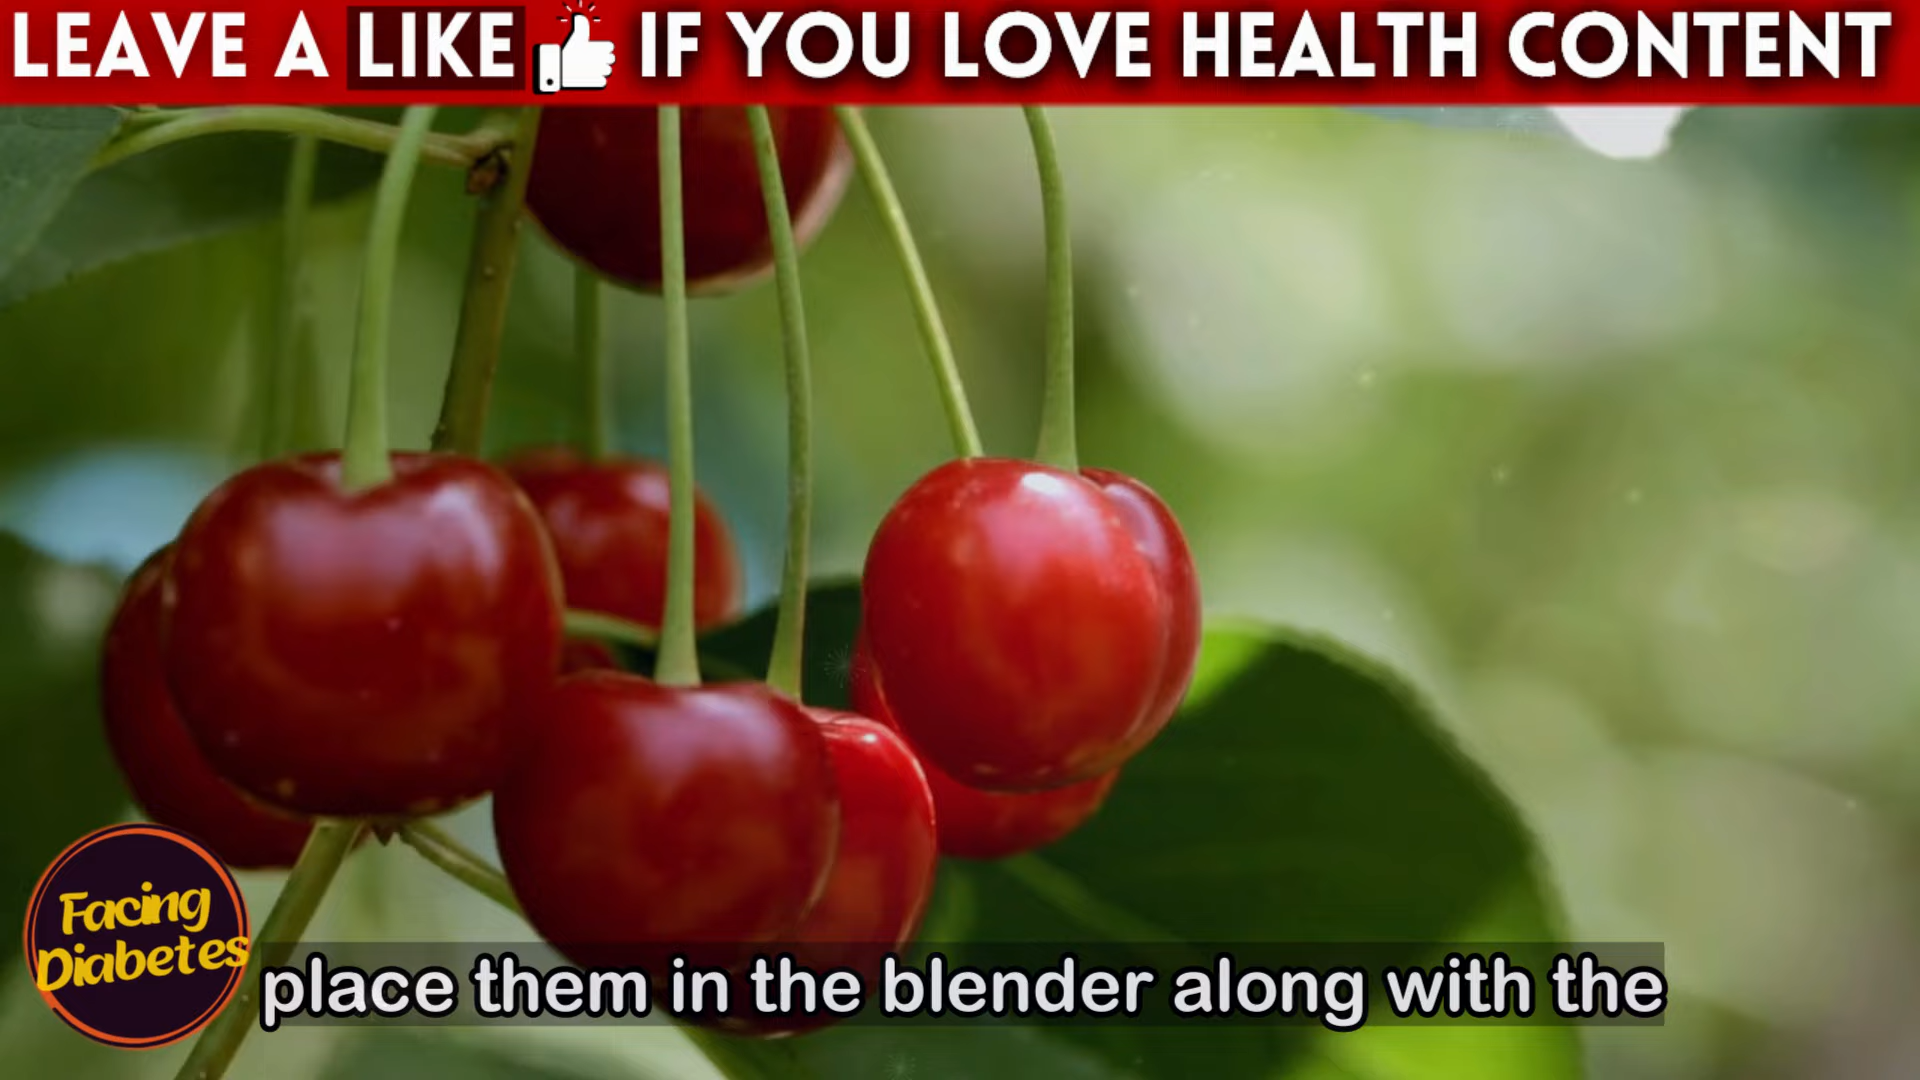 LEAVE A LIKE IF YOU LOVE HEALTH CONTENT
Facing
Diabetes
place them in the blender along with the